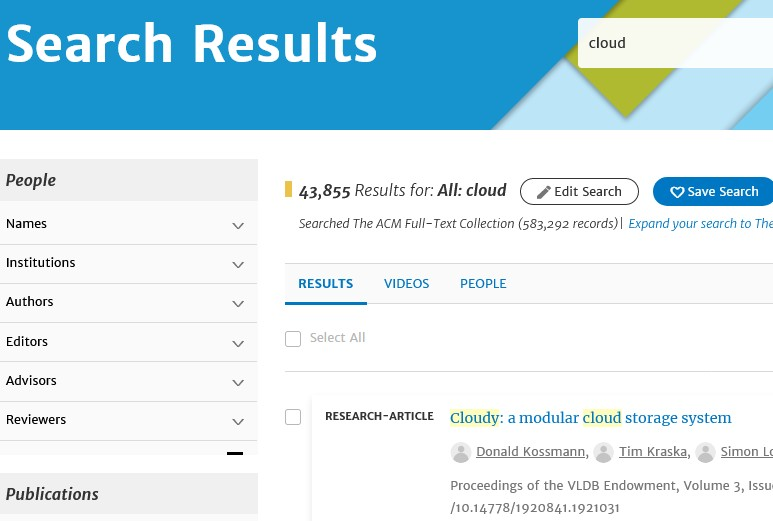 Search Results
cloud
People
Names
Institutions
Authors
Editors
Advisors
Reviewers
Publications
43,855 Results for: All: cloud
Edit Search
Save Search
Searched The ACM Full-Text Collection (583,292 records)| Expand your search to The
RESULTS VIDEOS PEOPLE
Select All
RESEARCH-ARTICLE
Cloudy: a modular cloud storage system
Donald Kossmann, Tim Kraska, Simon Lo
Proceedings of the VLDB Endowment, Volume 3, Issu
/10.14778/1920841.1921031